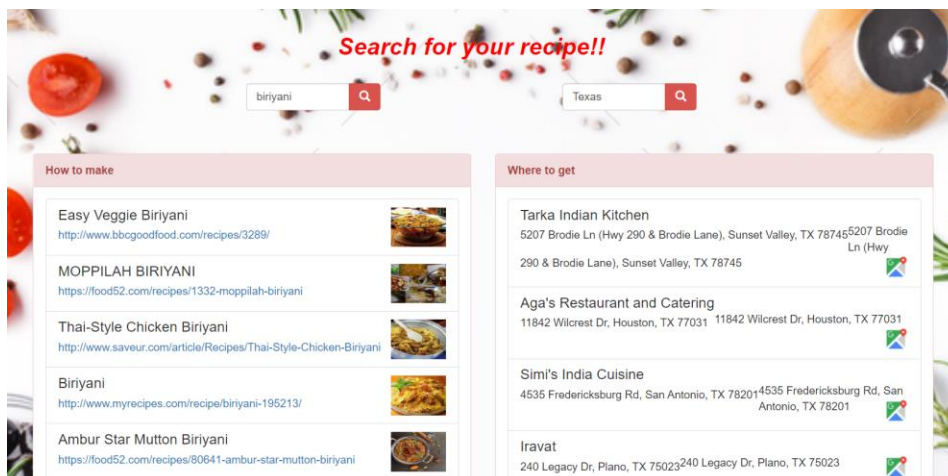 Search for your recipe!!
biriyani
Texas
How to make
Easy Veggie Biriyani
http://www.bbcgoodfood.com/recipes/3289/
MOPPILAH BIRIYANI
https://food52.com/recipes/1332-moppilah-biriyani
Thai-Style Chicken Biriyani
http://www.saveur.com/article/Recipes/Thai-Style-Chicken-Biriyani
Biriyani
http://www.myrecipes.com/recipe/biriyani-195213/
Ambur Star Mutton Biriyani
https://food52.com/recipes/80641-ambur-star-mutton-biriyani
Where to get
Tarka Indian Kitchen
5207 Brodie Ln (Hwy 290 & Brodie Lane), Sunset Valley, TX 78745 5207 Brodie
Ln (Hwy
290 & Brodie Lane), Sunset Valley, TX 78745
Aga's Restaurant and Catering
11842 Wilcrest Dr, Houston, TX 77031 11842 Wilcrest Dr, Houston, TX 77031
Simi's India Cuisine
4535 Fredericksburg Rd, San Antonio, TX 78201 4535 Fredericksburg Rd, San
Antonio, TX 78201
Iravat
240 Legacy Dr, Plano, TX 75023 240 Legacy Dr, Plano, TX 75023